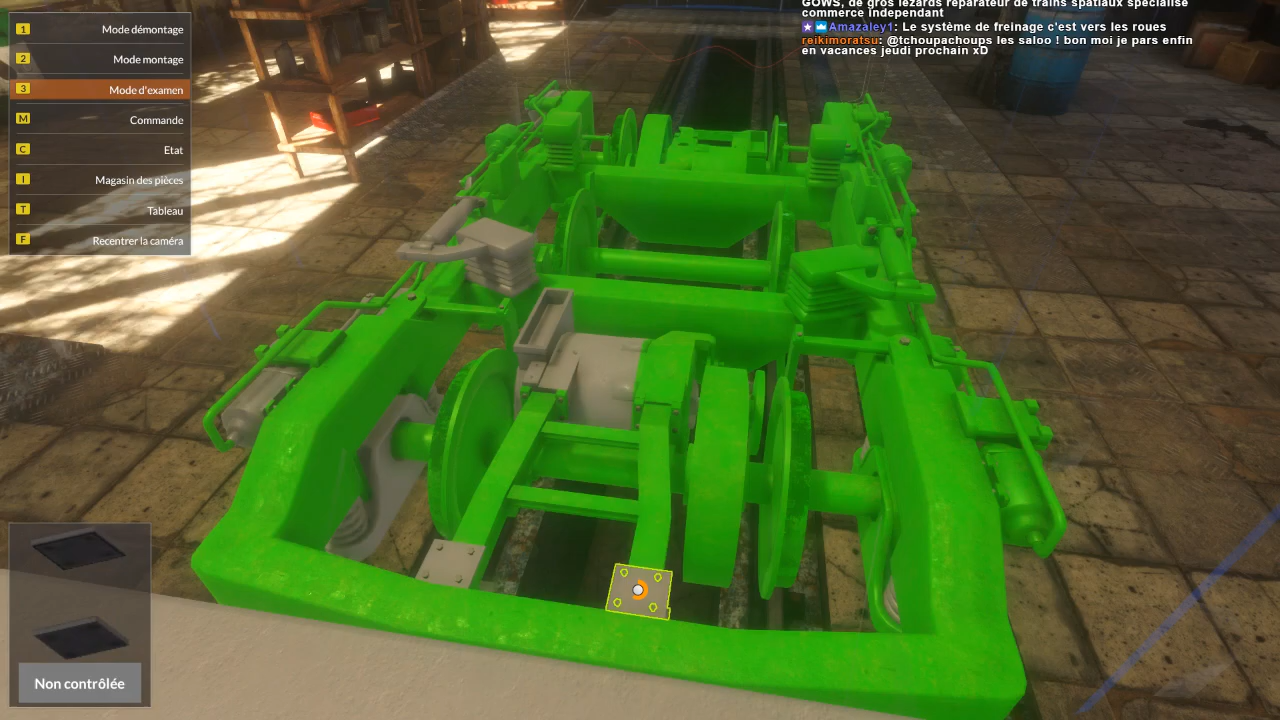 1 Mode démontage
2 Mode montage
3 Mode d'examen
M Commande
C Etat
I Magasin des pièces
T Tableau
F Recentrer la caméra
GOWS, de gros lézards réparateur de trains spatiaux spécialisé
commerce indépendant
Amazaley1: Le système de freinage c'est vers les roues
reikimoratsu: @tchoupachoups les saloo ! bon moi je pars enfin
en vacances jeudi prochain xD
Non contrôlée